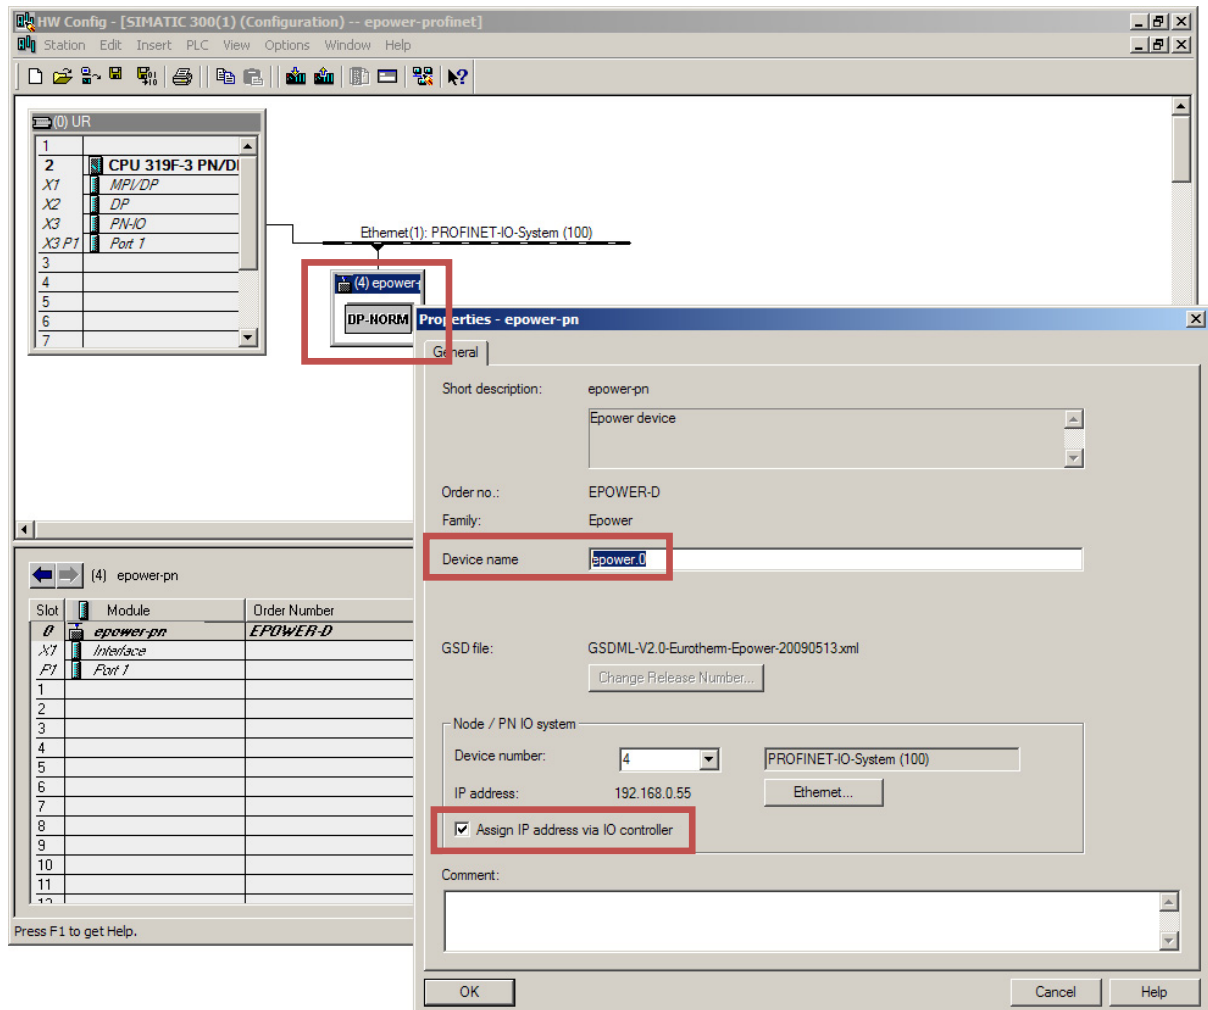 HW Config - [SIMATIC 300(1) (Configuration) -- epower-profinet]
Station Edit Insert PLC View Options Window Help
(0) UR
1
2 CPU 319F-3 PN/D
X1 MPI/DP
X2 DP
X3 PN-IO
X3 P1 Port 1
3
4
5
6
7
Ethernet(1): PROFINET-IO-System (100)
(4) epower-
DP-NORM
(4) epower-pn
Slot Module Order Number
0 epower-pn EPOWER-D
X1 Interface
P1 Port 1
1
2
3
4
5
6
7
8
9
10
11
12
Press F1 to get Help.
Properties - epower-pn
General
Short description: epower-pn
Epower device
Order no.: EPOWER-D
Family: Epower
Device name epower.0
GSD file: GSDML-V2.0-Eurotherm-Epower-20090513.xml
Change Release Number...
Node / PN IO system
Device number: 4 PROFINET-IO-System (100)
IP address: 192.168.0.55 Ethernet...
Assign IP address via IO controller
Comment:
OK Cancel Help